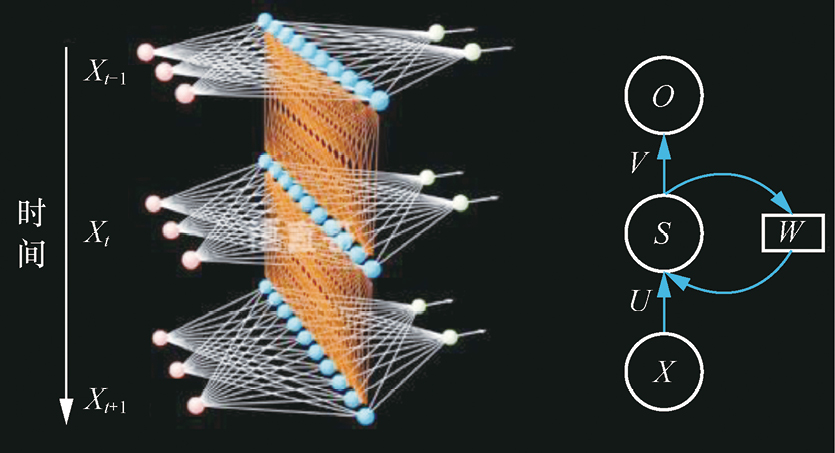 时间
X_{t-1}
X_t
X_{t+1}
O
V
S
W
U
X